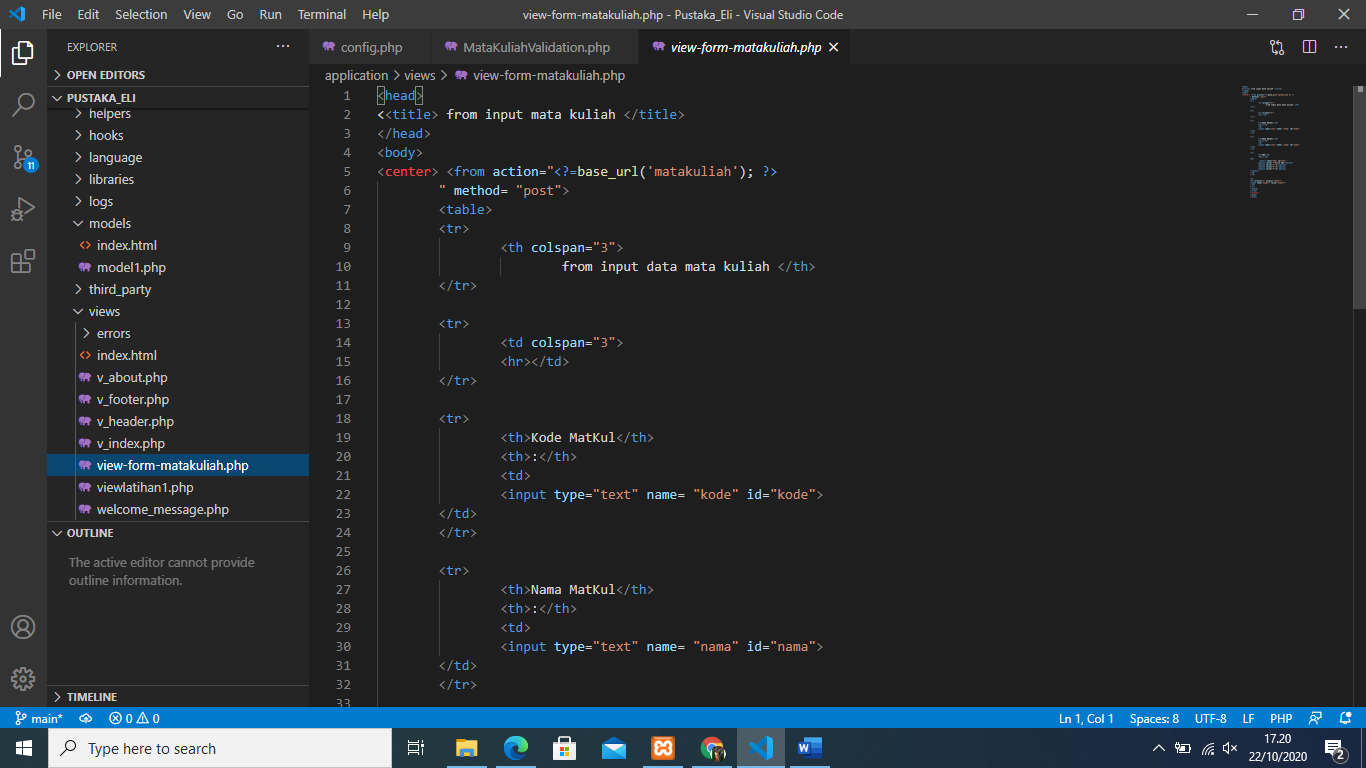 File Edit Selection View Go Run Terminal Help
view-form-matakuliah.php - Pustaka_Eli - Visual Studio Code
EXPLORER
OPEN EDITORS
PUSTAKA_ELI
helpers
hooks
language
libraries
logs
models
index.html
model1.php
third_party
views
errors
index.html
v_about.php
v_footer.php
v_header.php
v_index.php
view-form-matakuliah.php
viewlatihan1.php
welcome_message.php
OUTLINE
The active editor cannot provide
outline information.
TIMELINE
11
config.php
MataKuliahValidation.php
view-form-matakuliah.php
application > views > view-form-matakuliah.php
1 <head>
2 <<title> from input mata kuliah </title>
3 </head>
4 <body>
5 <center> <from action="<?=base_url('matakuliah'); ?>
6 " method= "post">
7 <table>
8 <tr>
9 <th colspan="3">
10 from input data mata kuliah </th>
11 </tr>
12
13 <tr>
14 <td colspan="3">
15 <hr></td>
16 </tr>
17
18 <tr>
19 <th>Kode MatKul</th>
20 <th>:</th>
21 <td>
22 <input type="text" name= "kode" id="kode">
23 </td>
24 </tr>
25
26 <tr>
27 <th>Nama MatKul</th>
28 <th>:</th>
29 <td>
30 <input type="text" name= "nama" id="nama">
31 </td>
32 </tr>
33
main* 0 0 Ln 1, Col 1 Spaces: 8 UTF-8 LF PHP
Type here to search
17.20
22/10/2020
2